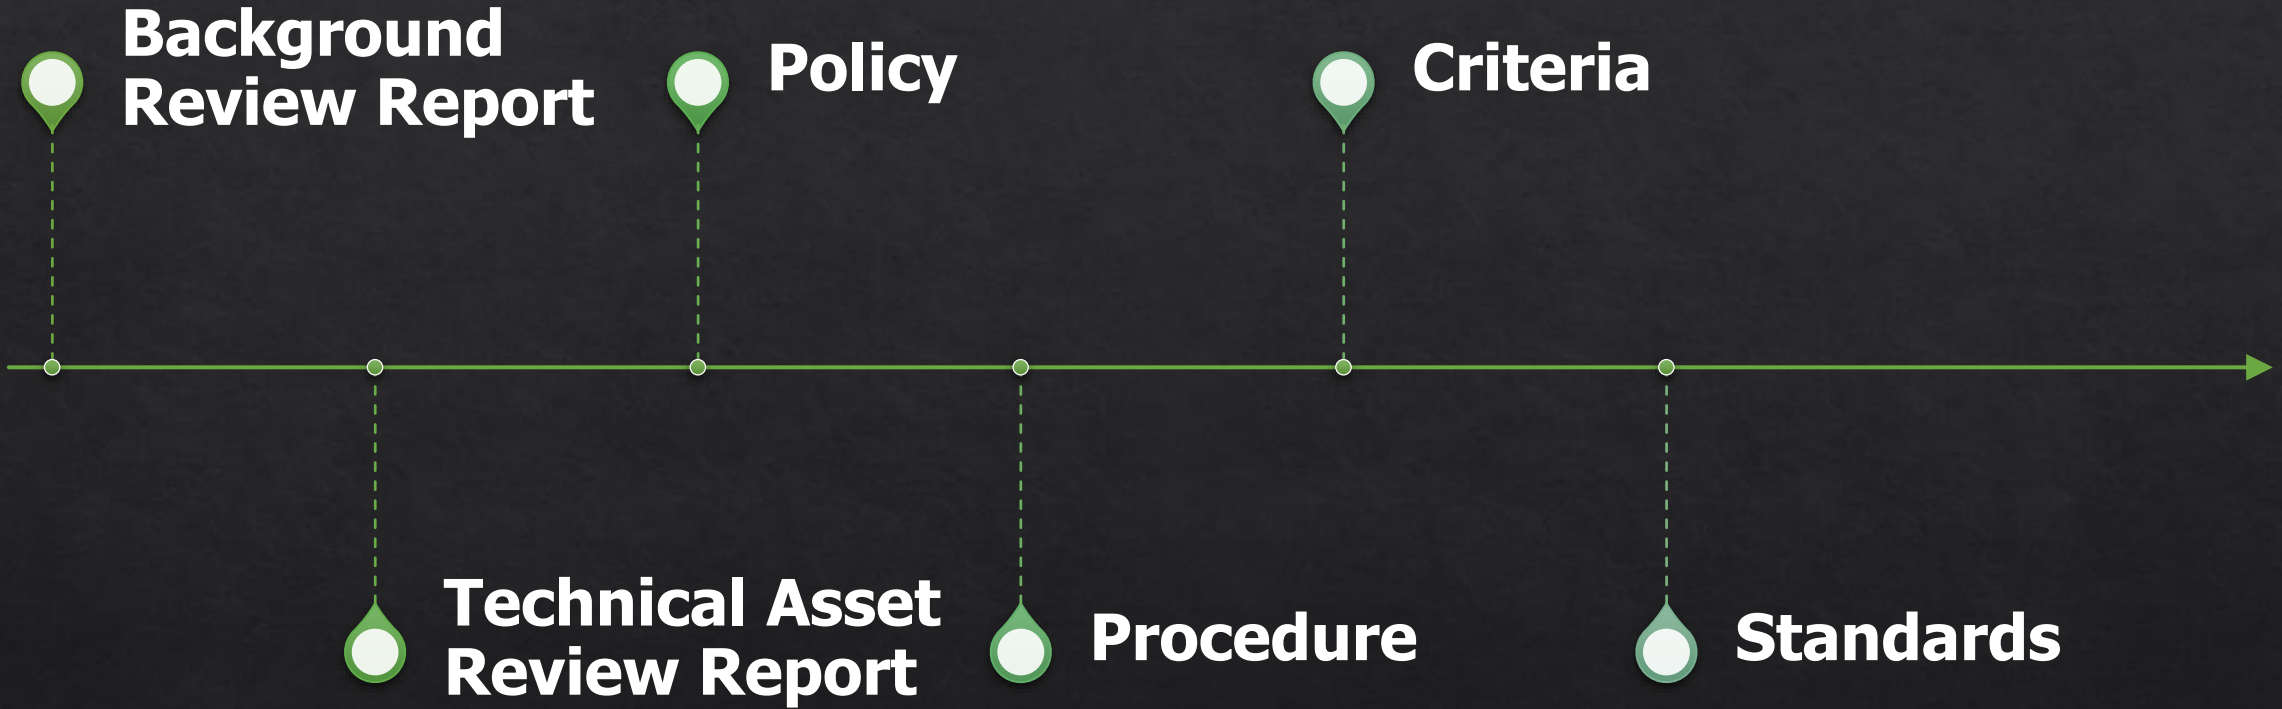 Background
Review Report
Policy
Criteria
Technical Asset
Review Report
Procedure
Standards